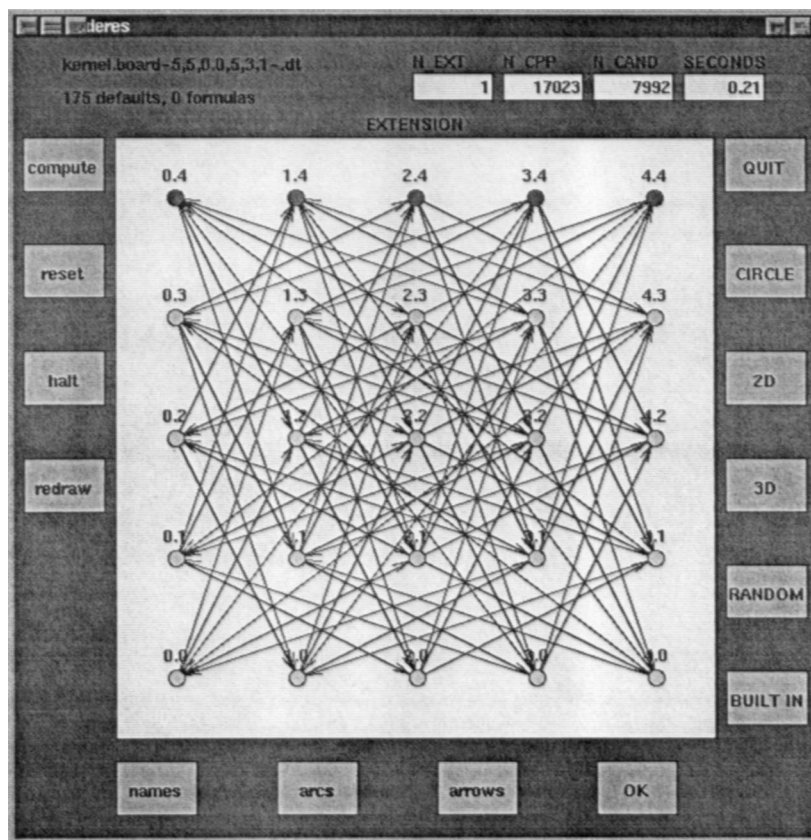 deres
kernel.board~5,5,0.0,5,3,1~.dt
175 defaults, 0 formulas
N_EXT N_CPP N_CAND SECONDS
1 17023 7992 0.21
EXTENSION
compute
reset
halt
redraw
0.4 1.4 2.4 3.4 4.4
0.3 1.3 2.3 3.3 4.3
0.2 1.2 2.2 3.2 4.2
0.1
0.0
QUIT
CIRCLE
2D
3D
RANDOM
BUILT IN
names arcs arrows OK